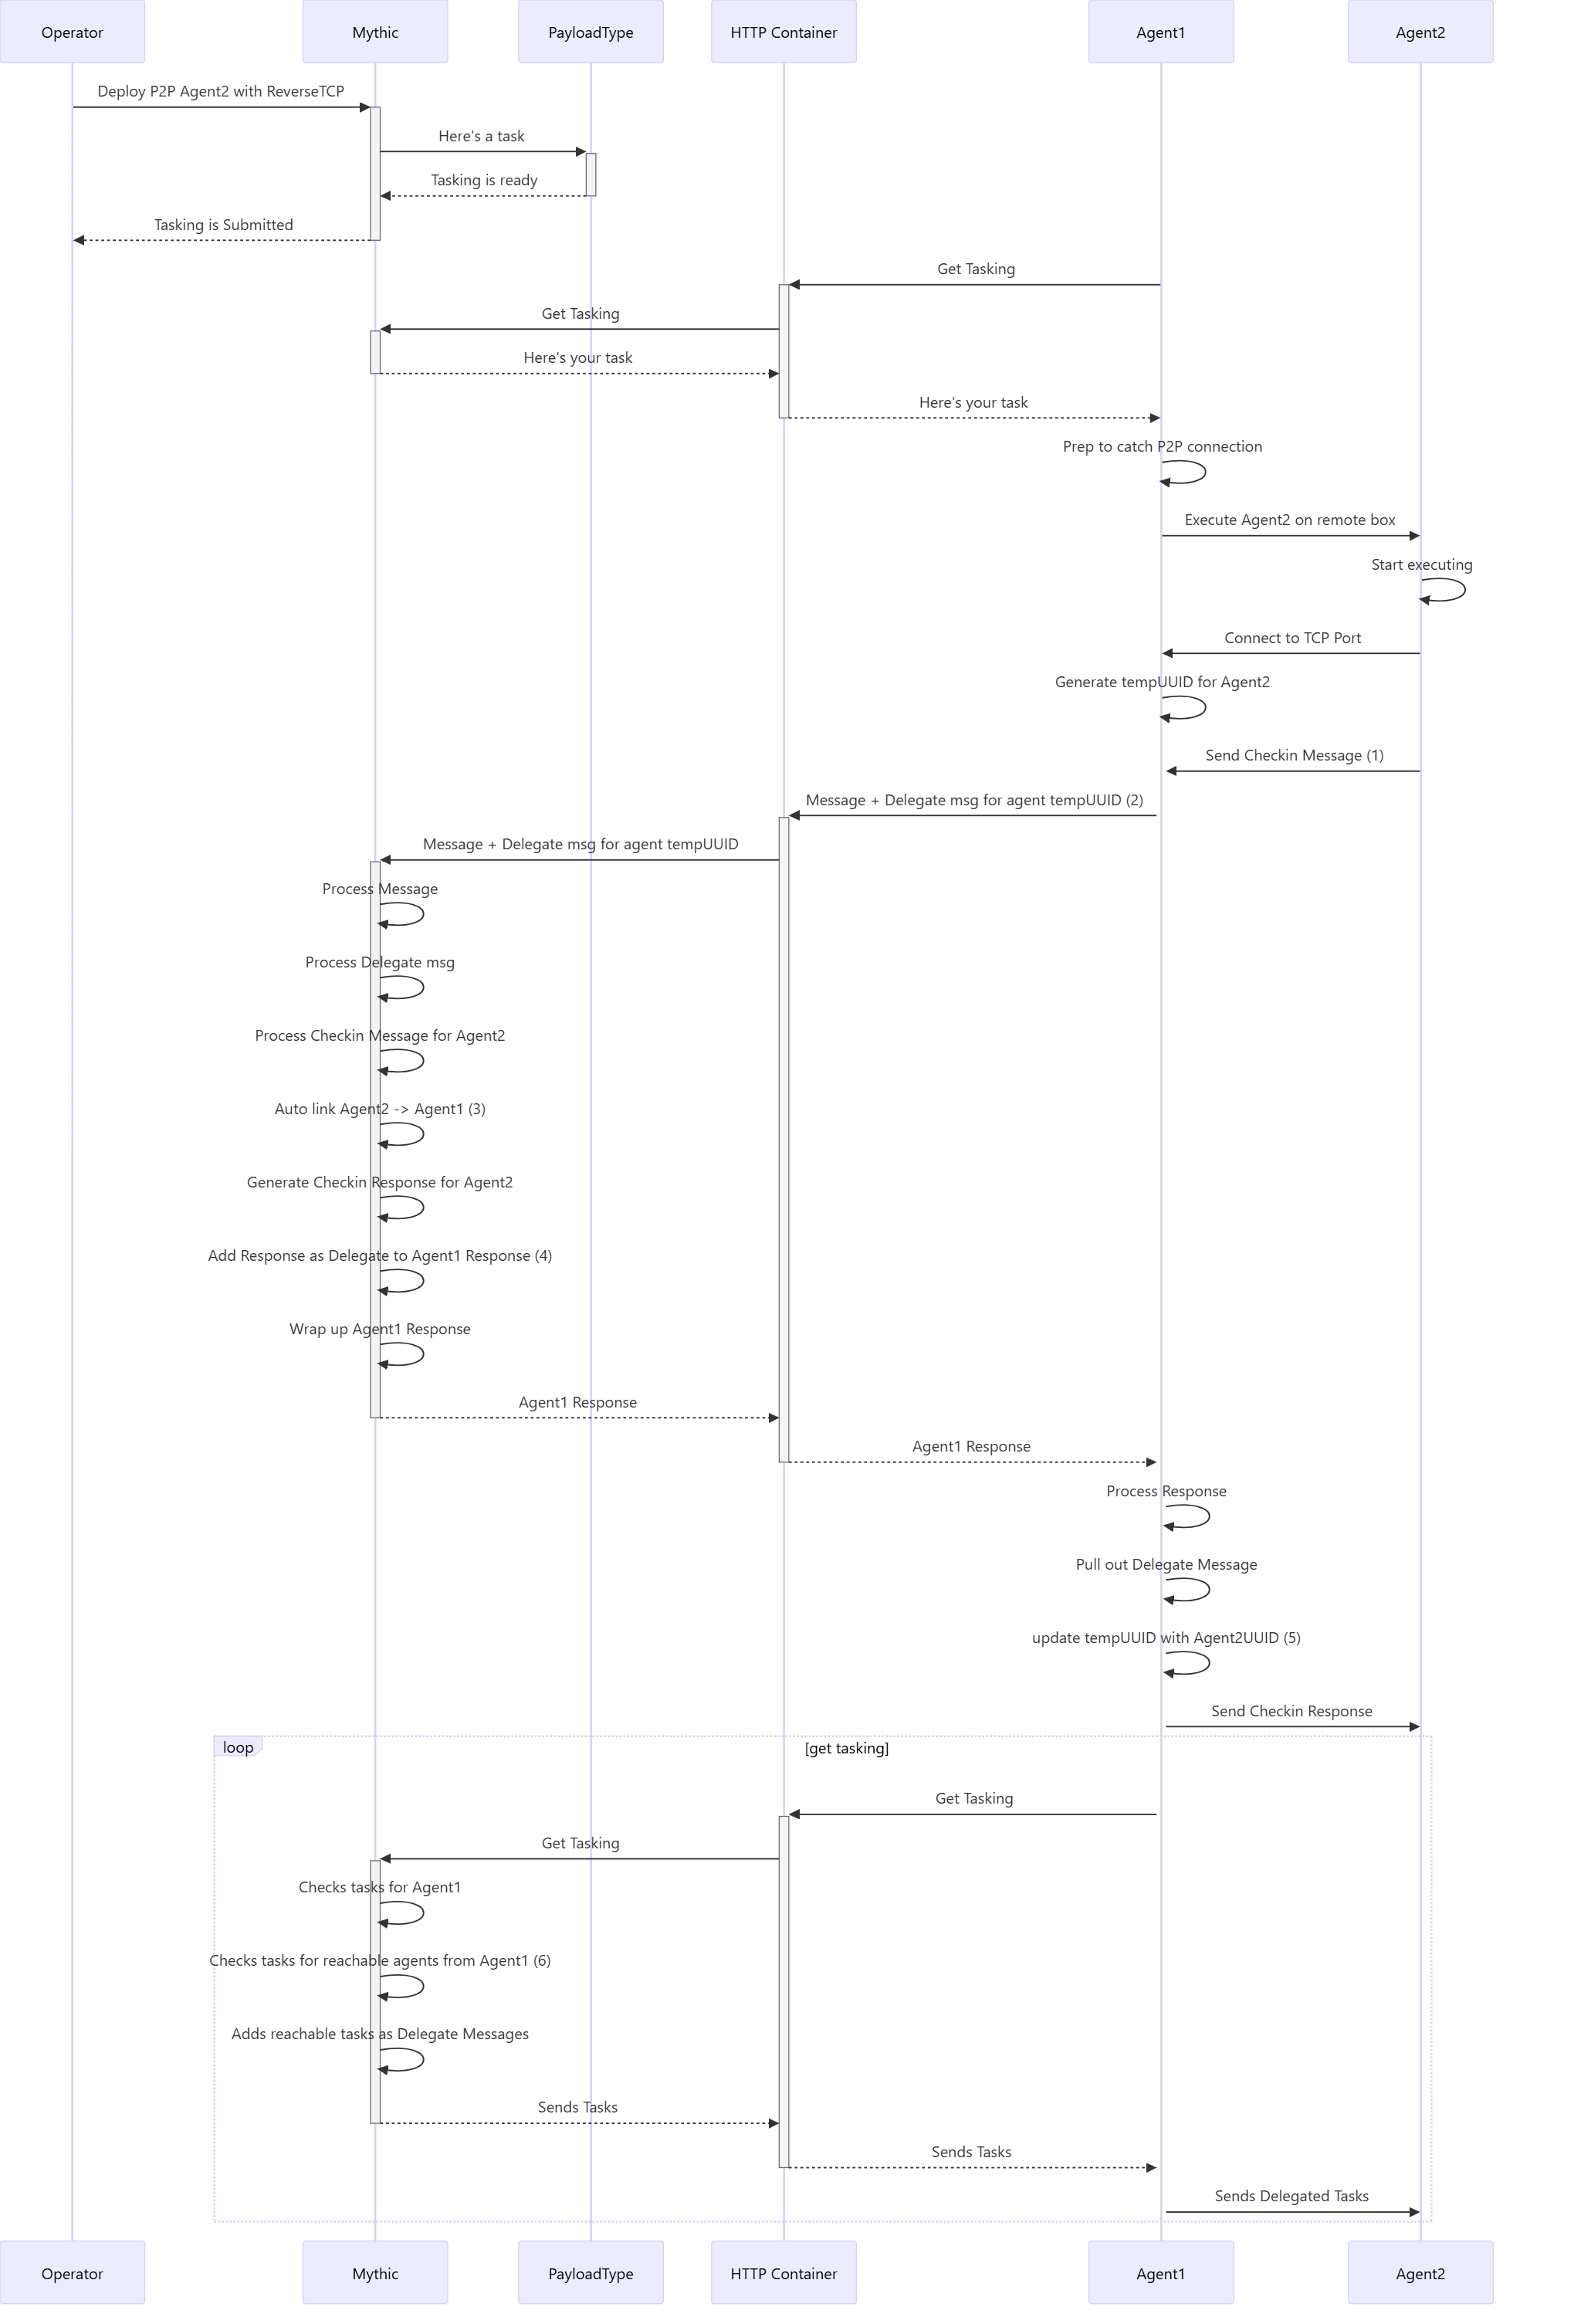 Operator
Mythic
PayloadType
HTTP Container
Agent1
Agent2
Deploy P2P Agent2 with ReverseTCP
Here's a task
Tasking is ready
Tasking is Submitted
Get Tasking
Get Tasking
Here's your task
Here's your task
Prep to catch P2P connection
Execute Agent2 on remote box
Start executing
Connect to TCP Port
Generate tempUUID for Agent2
Send Checkin Message (1)
Message + Delegate msg for agent tempUUID (2)
Message + Delegate msg for agent tempUUID
Process Message
Process Delegate msg
Process Checkin Message for Agent2
Auto link Agent2 -> Agent1 (3)
Generate Checkin Response for Agent2
Add Response as Delegate to Agent1 Response (4)
Wrap up Agent1 Response
Agent1 Response
Agent1 Response
Process Response
Pull out Delegate Message
update tempUUID with Agent2UUID (5)
Send Checkin Response
loop
[get tasking]
Get Tasking
Get Tasking
Checks tasks for Agent1
Checks tasks for reachable agents from Agent1 (6)
Adds reachable tasks as Delegate Messages
Sends Tasks
Sends Tasks
Sends Delegated Tasks
Operator
Mythic
PayloadType
HTTP Container
Agent1
Agent2